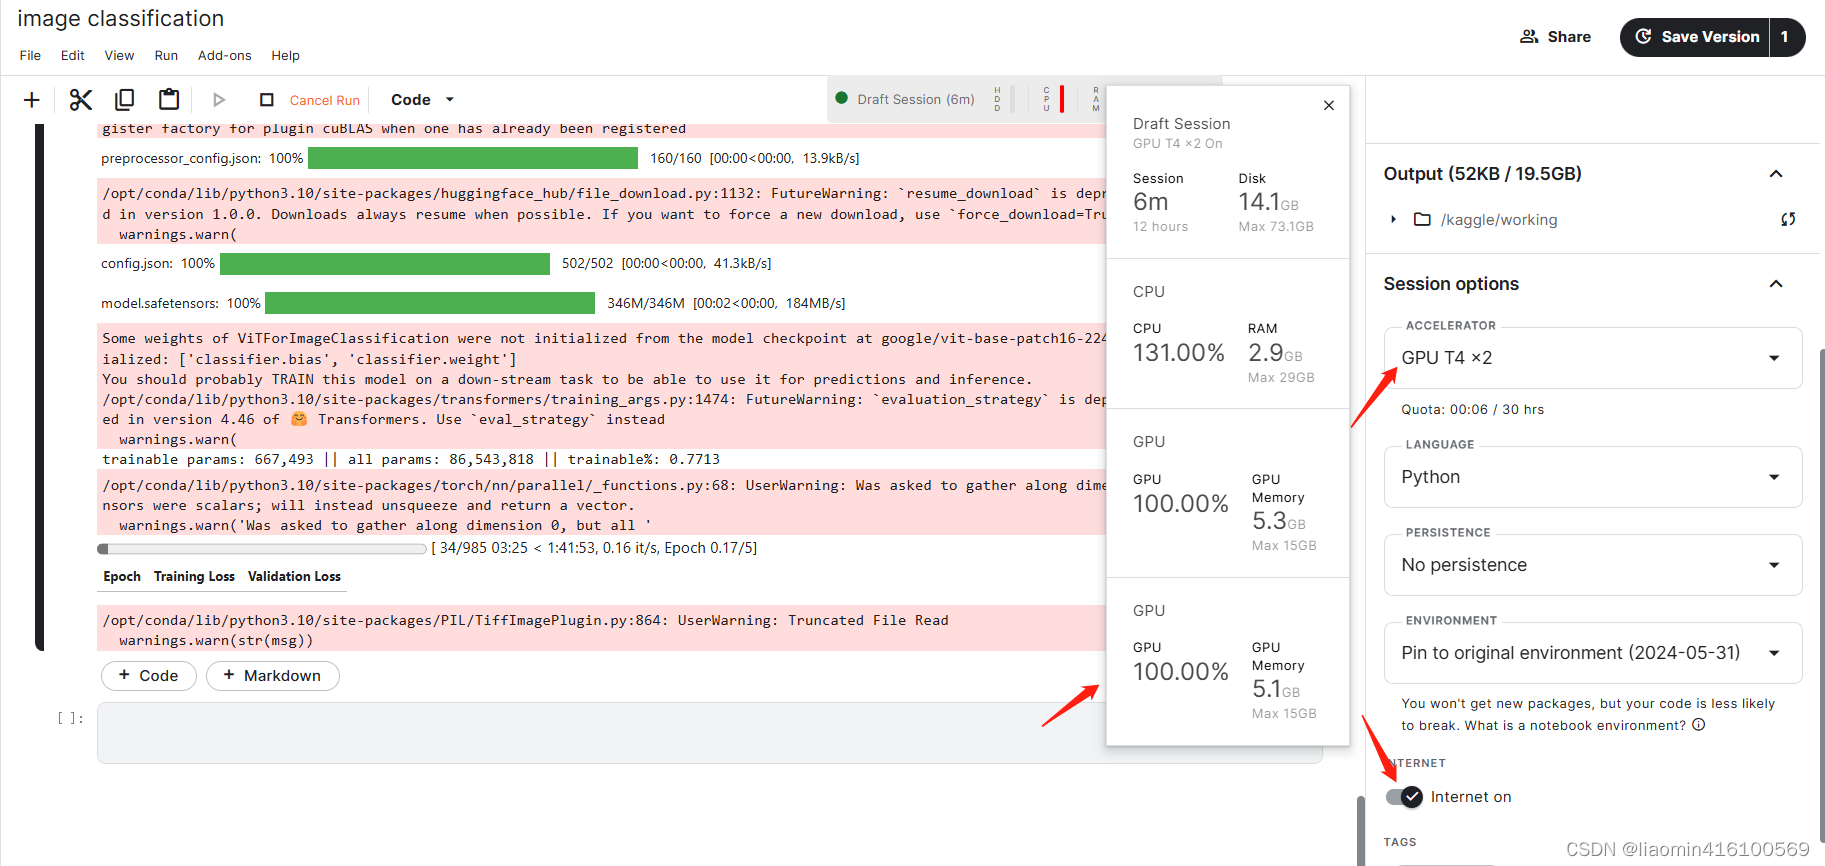 image classification
File Edit View Run Add-ons Help
Share
Save Version 1
Cancel Run
Code
Draft Session (6m)
HDD
CPU
RAM
gister factory for plugin cuBLAS when one has already been registered
preprocessor_config.json: 100% 160/160 [00:00<00:00, 13.9kB/s]
/opt/conda/lib/python3.10/site-packages/huggingface_hub/file_download.py:1132: FutureWarning: `resume_download` is depr
d in version 1.0.0. Downloads always resume when possible. If you want to force a new download, use `force_download=Tru
warnings.warn(
config.json: 100% 502/502 [00:00<00:00, 41.3kB/s]
model.safetensors: 100% 346M/346M [00:02<00:00, 184MB/s]
Some weights of ViTForImageClassification were not initialized from the model checkpoint at google/vit-base-patch16-224
ialized: ['classifier.bias', 'classifier.weight']
You should probably TRAIN this model on a down-stream task to be able to use it for predictions and inference.
/opt/conda/lib/python3.10/site-packages/transformers/training_args.py:1474: FutureWarning: `evaluation_strategy` is dep
ed in version 4.46 of 🤗 Transformers. Use `eval_strategy` instead
warnings.warn(
trainable params: 667,493 || all params: 86,543,818 || trainable%: 0.7713
/opt/conda/lib/python3.10/site-packages/torch/nn/parallel/_functions.py:68: UserWarning: Was asked to gather along dime
nsors were scalars; will instead unsqueeze and return a vector.
warnings.warn('Was asked to gather along dimension 0, but all '
[ 34/985 03:25 < 1:41:53, 0.16 it/s, Epoch 0.17/5]
Epoch Training Loss Validation Loss
/opt/conda/lib/python3.10/site-packages/PIL/TiffImagePlugin.py:864: UserWarning: Truncated File Read
warnings.warn(str(msg))
+ Code + Markdown
[ ]:
Draft Session
GPU T4 ×2 On
Session Disk
6m 14.1GB
12 hours Max 73.1GB
CPU
CPU RAM
131.00% 2.9GB
Max 29GB
GPU
GPU GPU Memory
100.00% 5.3GB
Max 15GB
GPU
GPU GPU Memory
100.00% 5.1GB
Max 15GB
Output (52KB / 19.5GB)
/kaggle/working
Session options
ACCELERATOR
GPU T4 ×2
Quota: 00:06 / 30 hrs
LANGUAGE
Python
PERSISTENCE
No persistence
ENVIRONMENT
Pin to original environment (2024-05-31)
You won't get new packages, but your code is less likely
to break. What is a notebook environment?
INTERNET
Internet on
TAGS
CSDN @liaomin416100569